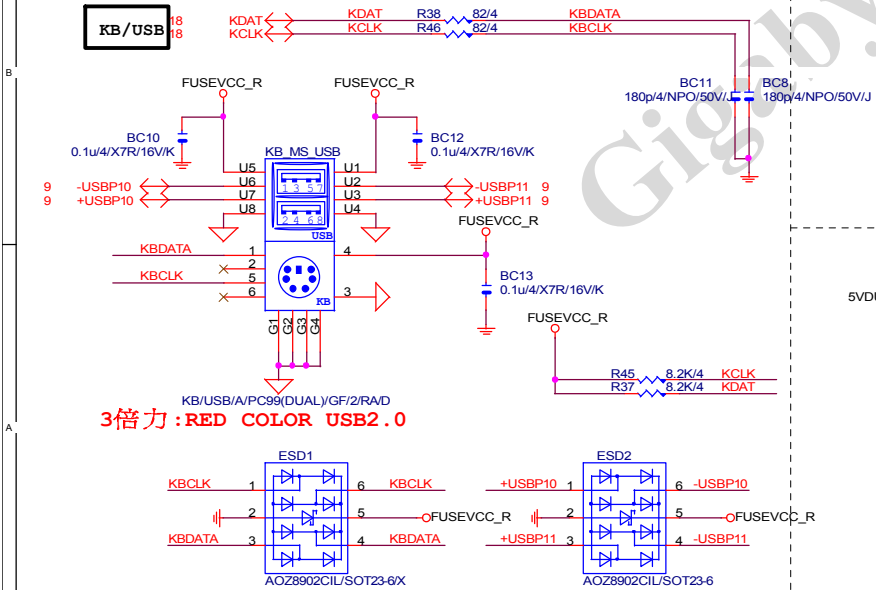 KB/USB
18
18
KDAT
KCLK
KDAT R38 82/4 KBDATA
KCLK R46 82/4 KBCLK
Gigaby
B
FUSEVCC_R
FUSEVCC_R
BC11
180p/4/NPO/50V/J
BC8
180p/4/NPO/50V/J
BC10
0.1u/4/X7R/16V/K
BC12
0.1u/4/X7R/16V/K
KB_MS_USB
U5
U6
U7
U8
U1
U2
U3
U4
1 3 5 7
2 4 6 8
USB
9 -USBP10
9 +USBP10
-USBP11 9
+USBP11 9
FUSEVCC_R
KBDATA 1
2
KBCLK 5
6
4
3
KB
BC13
0.1u/4/X7R/16V/K
G1
G2
G3
G4
5VDU
FUSEVCC_R
R45 8.2K/4 KCLK
R37 8.2K/4 KDAT
KB/USB/A/PC99(DUAL)/GF/2/RA/D
3倍力:RED COLOR USB2.0
A
ESD1
KBCLK 1 6 KBCLK
2 5 FUSEVCC_R
KBDATA 3 4 KBDATA
AOZ8902CIL/SOT23-6/X
ESD2
+USBP10 1 6 -USBP10
2 5 FUSEVCC_R
+USBP11 3 4 -USBP11
AOZ8902CIL/SOT23-6